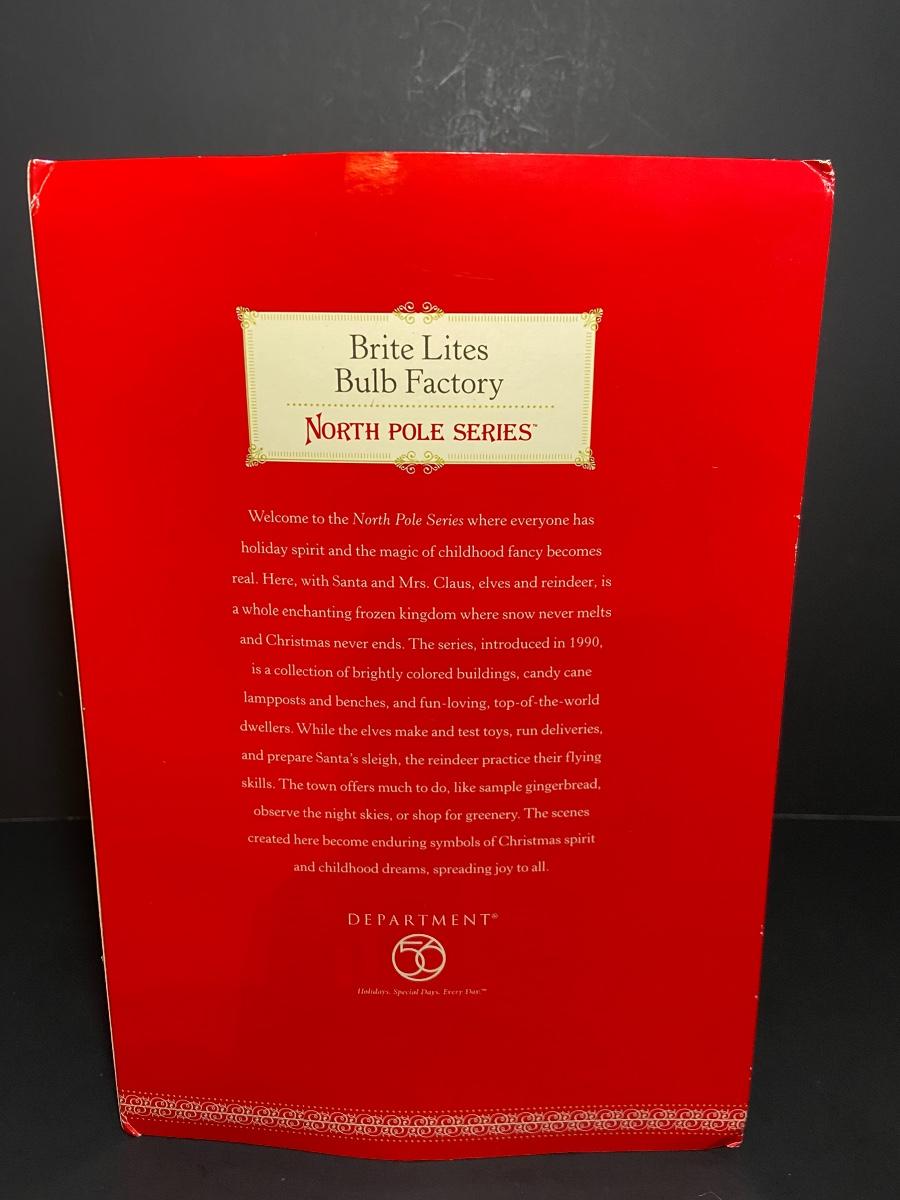 Brite Lites
Bulb Factory
NORTH POLE SERIES™
Welcome to the North Pole Series where everyone has
holiday spirit and the magic of childhood fancy becomes
real. Here, with Santa and Mrs. Claus, elves and reindeer, is
a whole enchanting frozen kingdom where snow never melts
and Christmas never ends. The series, introduced in 1990,
is a collection of brightly colored buildings, candy cane
lampposts and benches, and fun-loving, top-of-the-world
dwellers. While the elves make and test toys, run deliveries,
and prepare Santa's sleigh, the reindeer practice their flying
skills. The town offers much to do, like sample gingerbread,
observe the night skies, or shop for greenery. The scenes
created here become enduring symbols of Christmas spirit
and childhood dreams, spreading joy to all.
DEPARTMENT®
56
Holidays. Special Days. Every Day.™